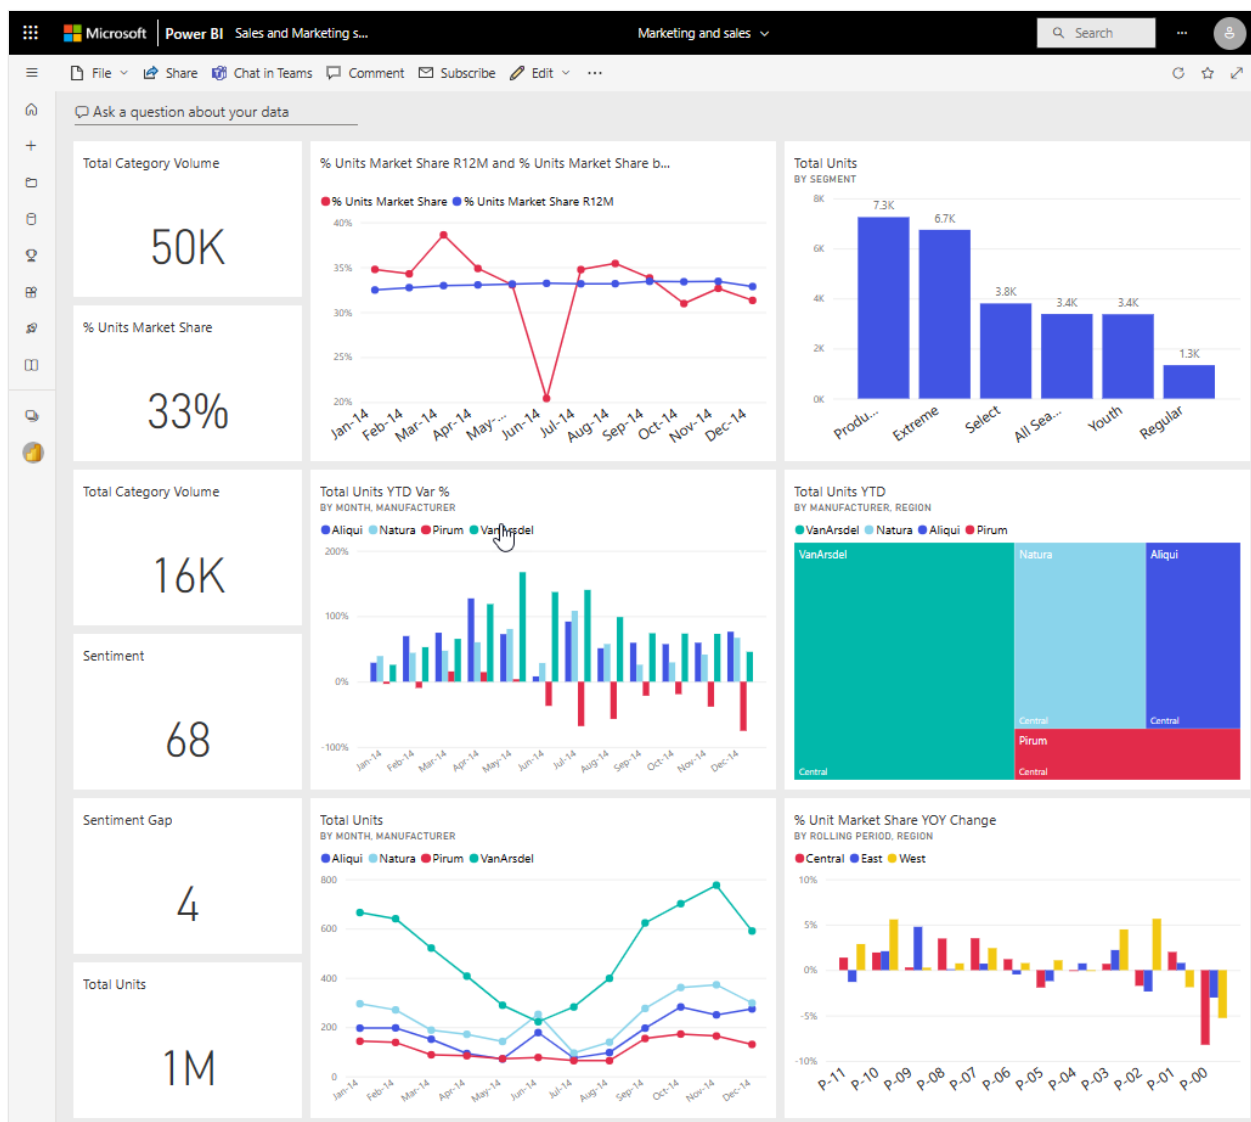 Microsoft Power BI Sales and Marketing s... Marketing and sales Search ...
File Share Chat in Teams Comment Subscribe Edit ...
Ask a question about your data
Total Category Volume
50K
% Units Market Share
33%
Total Category Volume
16K
Sentiment
68
Sentiment Gap
4
Total Units
1M
% Units Market Share R12M and % Units Market Share b...
% Units Market Share % Units Market Share R12M
40%
35%
30%
25%
20%
Jan-14 Feb-14 Mar-14 Apr-14 May-... Jun-14 Jul-14 Aug-14 Sep-14 Oct-14 Nov-14 Dec-14
Total Units
BY SEGMENT
8K
6K
4K
2K
0K
7.3K 6.7K 3.8K 3.4K 3.4K 1.3K
Produ... Extreme Select All Sea... Youth Regular
Total Units YTD Var %
BY MONTH, MANUFACTURER
Aliqui Natura Pirum VanArsdel
200%
100%
0%
-100%
Jan-14 Feb-14 Mar-14 Apr-14 May-14 Jun-14 Jul-14 Aug-14 Sep-14 Oct-14 Nov-14 Dec-14
Total Units YTD
BY MANUFACTURER, REGION
VanArsdel Natura Aliqui Pirum
VanArsdel Natura Aliqui
Central Central
Pirum
Central Central
Total Units
BY MONTH, MANUFACTURER
Aliqui Natura Pirum VanArsdel
800
600
400
200
0
Jan-14 Feb-14 Mar-14 Apr-14 May-14 Jun-14 Jul-14 Aug-14 Sep-14 Oct-14 Nov-14 Dec-14
% Unit Market Share YOY Change
BY ROLLING PERIOD, REGION
Central East West
10%
5%
0%
-5%
-10%
P-11 P-10 P-09 P-08 P-07 P-06 P-05 P-04 P-03 P-02 P-01 P-00